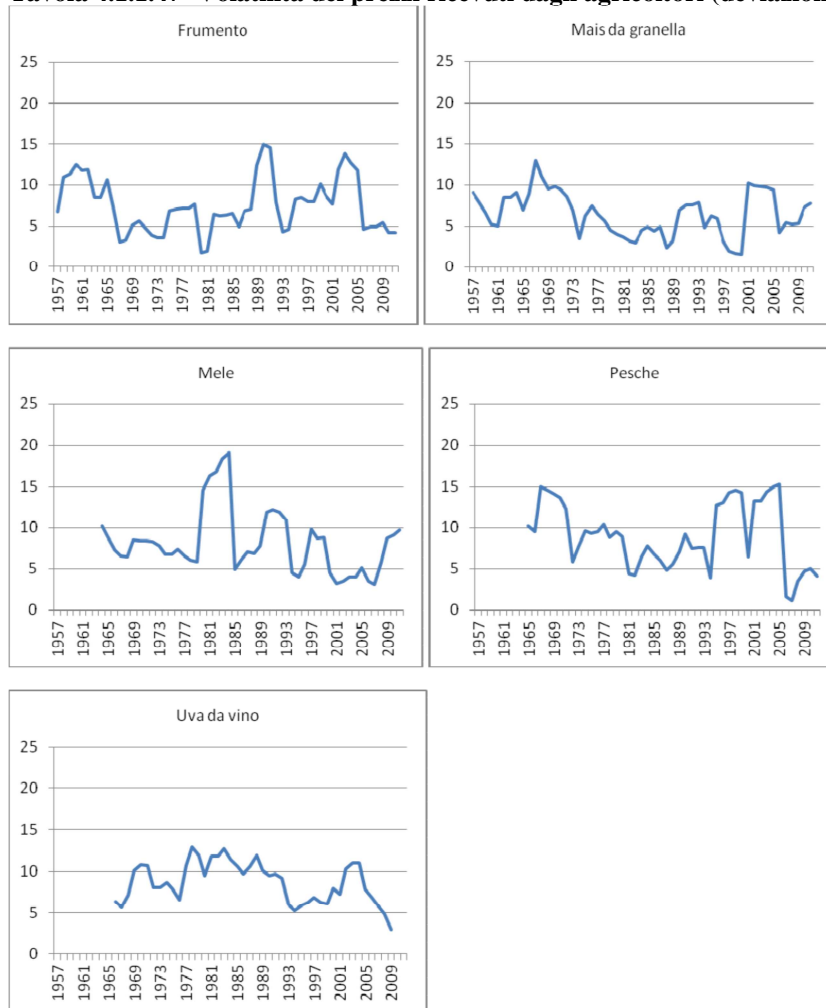 Tavola Volatilità dei prezzi ricevuti dagli agricoltori (deviazion
Frumento
25
20
15
10
5
0
1957 1961 1965 1969 1973 1977 1981 1985 1989 1993 1997 2001 2005 2009
Mais da granella
25
20
15
10
5
0
1957 1961 1965 1969 1973 1977 1981 1985 1989 1993 1997 2001 2005 2009
Mele
25
20
15
10
5
0
1957 1961 1965 1969 1973 1977 1981 1985 1989 1993 1997 2001 2005 2009
Pesche
25
20
15
10
5
0
1957 1961 1965 1969 1973 1977 1981 1985 1989 1993 1997 2001 2005 2009
Uva da vino
25
20
15
10
5
0
1957 1961 1965 1969 1973 1977 1981 1985 1989 1993 1997 2001 2005 2009